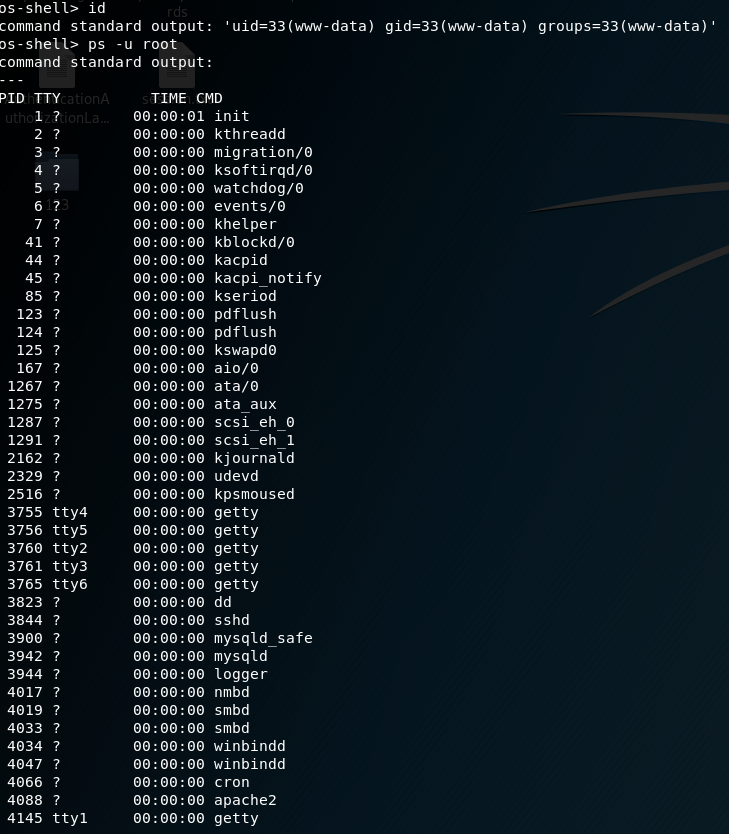 rds
os-shell> id
command standard output: 'uid=33(www-data) gid=33(www-data) groups=33(www-data)'
os-shell> ps -u root
command standard output:
---
PID TTY          TIME CMD
    1 ?        00:00:01 init
    2 ?        00:00:00 kthreadd
    3 ?        00:00:00 migration/0
    4 ?        00:00:00 ksoftirqd/0
    5 ?        00:00:00 watchdog/0
    6 ?        00:00:00 events/0
    7 ?        00:00:00 khelper
   41 ?        00:00:00 kblockd/0
   44 ?        00:00:00 kacpid
   45 ?        00:00:00 kacpi_notify
   85 ?        00:00:00 kseriod
  123 ?        00:00:00 pdflush
  124 ?        00:00:00 pdflush
  125 ?        00:00:00 kswapd0
  167 ?        00:00:00 aio/0
 1267 ?        00:00:00 ata/0
 1275 ?        00:00:00 ata_aux
 1287 ?        00:00:00 scsi_eh_0
 1291 ?        00:00:00 scsi_eh_1
 2162 ?        00:00:00 kjournald
 2329 ?        00:00:00 udevd
 2516 ?        00:00:00 kpsmoused
 3755 tty4     00:00:00 getty
 3756 tty5     00:00:00 getty
 3760 tty2     00:00:00 getty
 3761 tty3     00:00:00 getty
 3765 tty6     00:00:00 getty
 3823 ?        00:00:00 dd
 3844 ?        00:00:00 sshd
 3900 ?        00:00:00 mysqld_safe
 3942 ?        00:00:00 mysqld
 3944 ?        00:00:00 logger
 4017 ?        00:00:00 nmbd
 4019 ?        00:00:00 smbd
 4033 ?        00:00:00 smbd
 4034 ?        00:00:00 winbindd
 4047 ?        00:00:00 winbindd
 4066 ?        00:00:00 cron
 4088 ?        00:00:00 apache2
 4145 tty1     00:00:00 getty